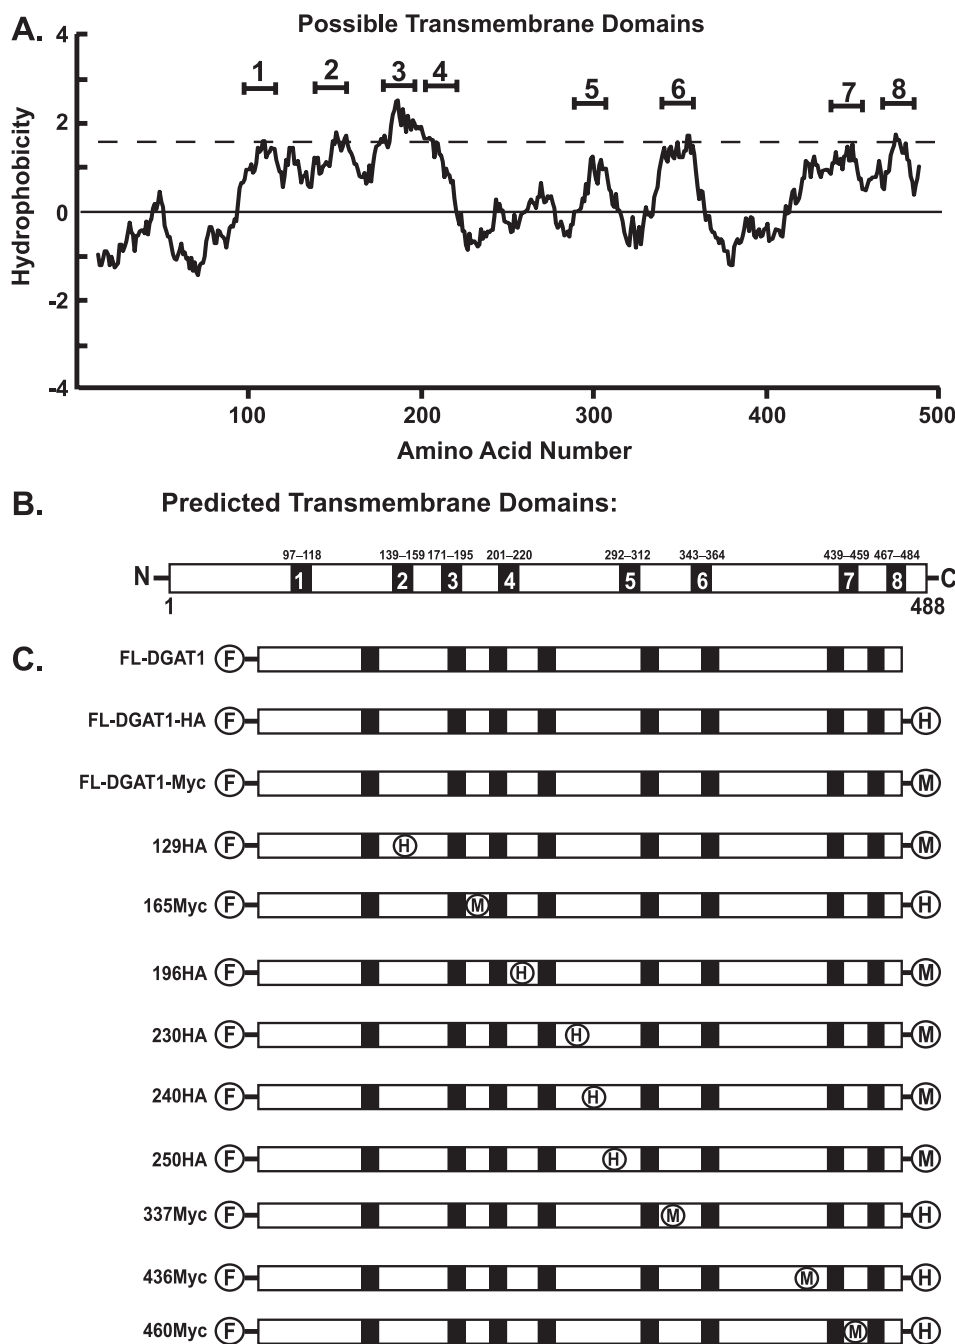 A.
Possible Transmembrane Domains
4
2
0
-2
-4
Hydrophobicity
1 2 3 4 5 6 7 8
100 200 300 400 500
Amino Acid Number
B. Predicted Transmembrane Domains:
97–118 139–159 171–195 201–220 292–312 343–364 439–459 467–484
N 1 2 3 4 5 6 7 8 C
1 488
C.
FL-DGAT1 F
FL-DGAT1-HA F H
FL-DGAT1-Myc F M
129HA F H M
165Myc F M H
196HA F H M
230HA F H M
240HA F H M
250HA F H M
337Myc F M H
436Myc F M H
460Myc F M H